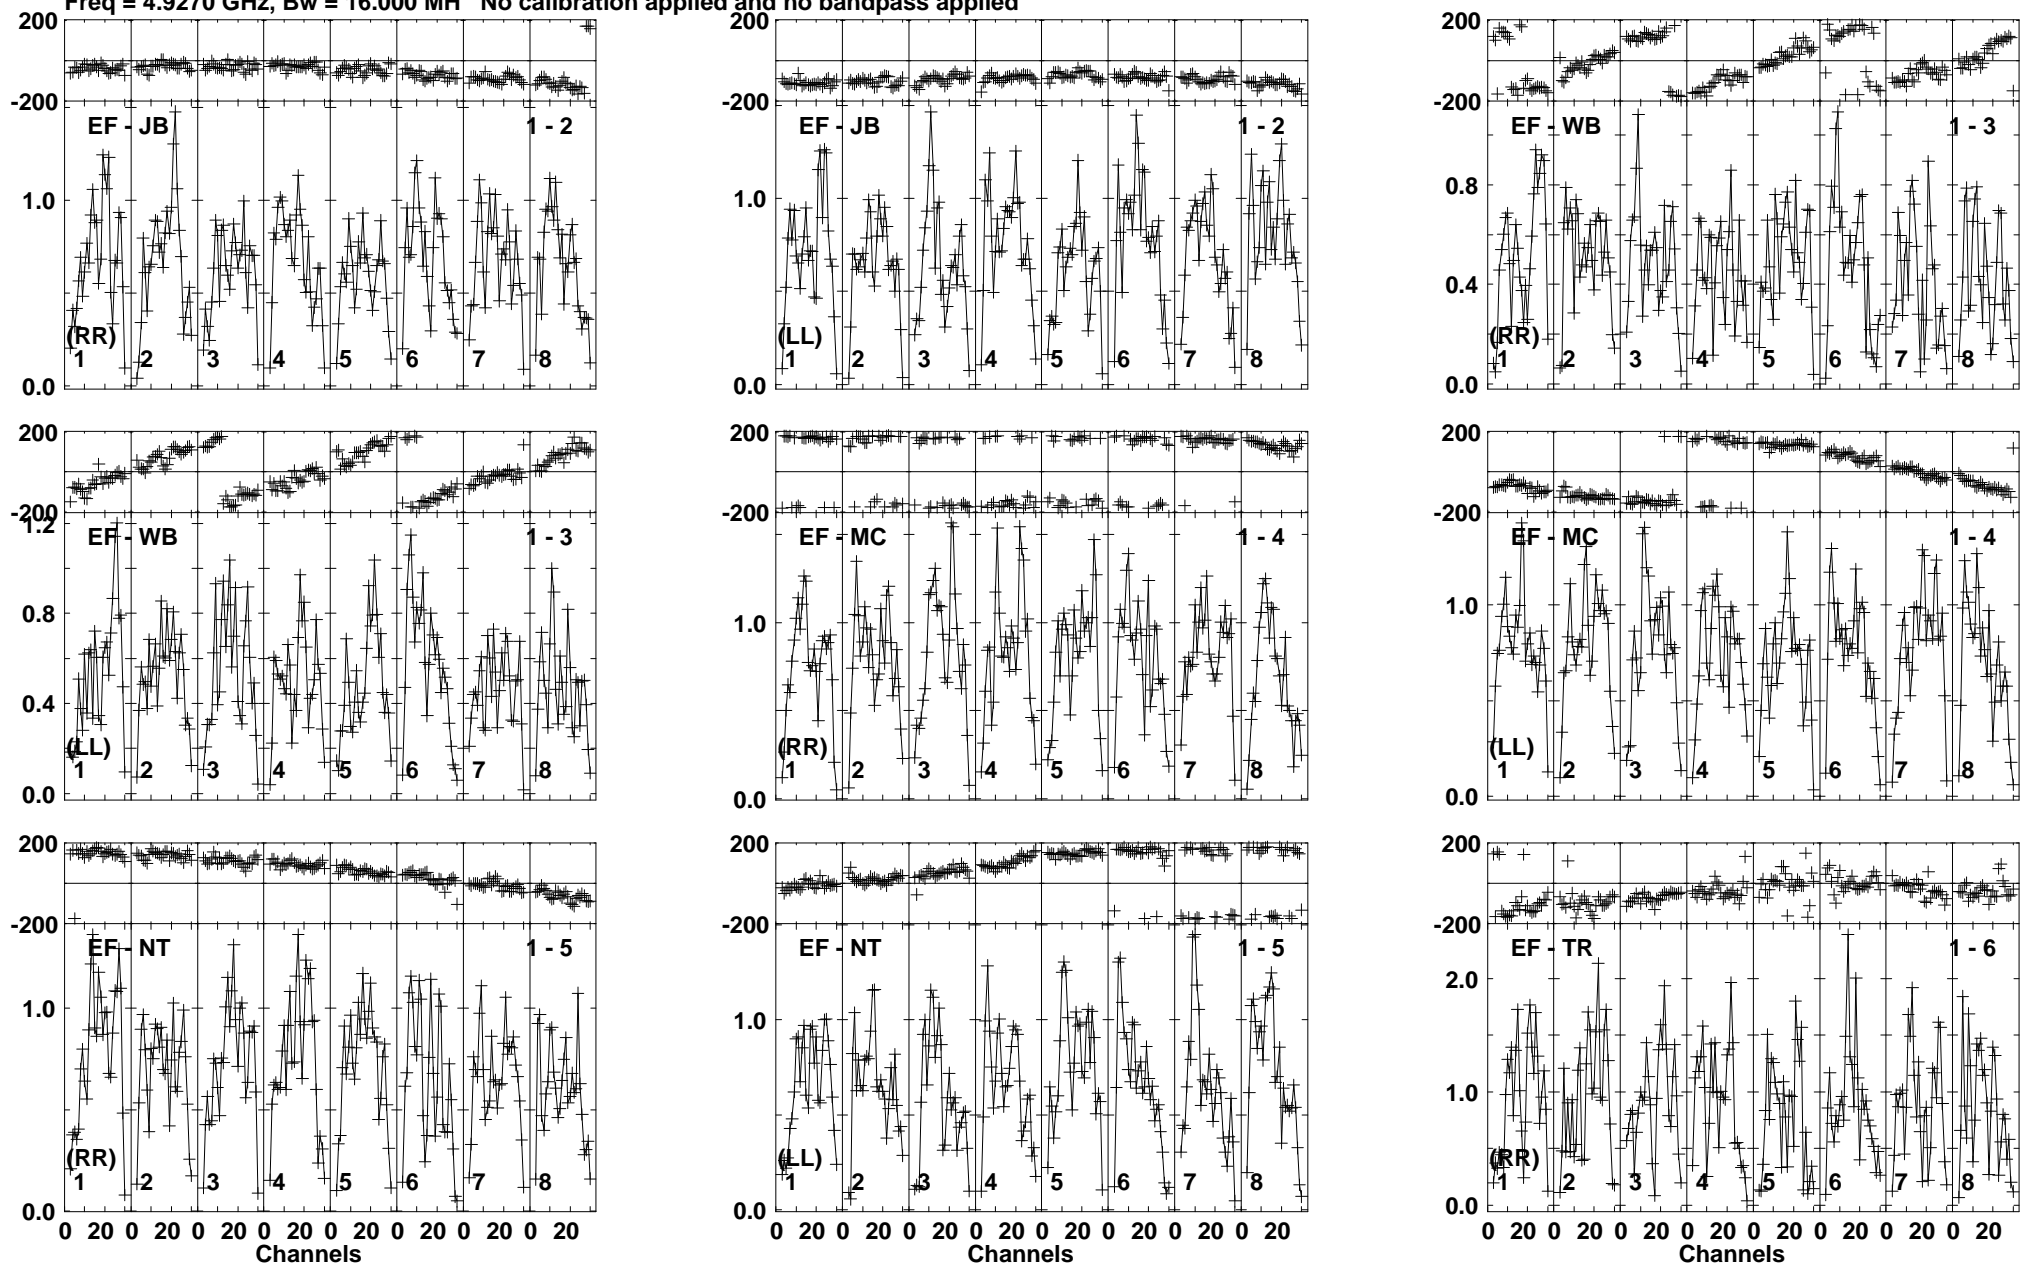 Freq = 4.9270 GHz, Bw = 16.000 MH No calibration applied and no bandpass applied
200
-200
EF - JB 1 - 2
1.0
(RR)
1 2 3 4 5 6 7 8
0.0
200
-200
EF - JB 1 - 2
1.0
(LL)
1 2 3 4 5 6 7 8
0.0
200
-200
EF - WB 1 - 3
0.8
0.4
(RR)
1 2 3 4 5 6 7 8
0.0
200
-200
1.2
EF - WB 1 - 3
0.8
0.4
(LL)
1 2 3 4 5 6 7 8
0.0
200
-200
EF - MC 1 - 4
1.0
(RR)
1 2 3 4 5 6 7 8
0.0
200
-200
EF - MC 1 - 4
1.0
(LL)
1 2 3 4 5 6 7 8
0.0
200
-200
EF - NT 1 - 5
1.0
(RR)
1 2 3 4 5 6 7 8
0.0
0 20 0 20 0 20 0 20 0 20 0 20 0 20 0 20
Channels
200
-200
EF - NT 1 - 5
1.0
(LL)
1 2 3 4 5 6 7 8
0.0
0 20 0 20 0 20 0 20 0 20 0 20 0 20 0 20
Channels
200
-200
EF - TR 1 - 6
2.0
1.0
(RR)
1 2 3 4 5 6 7 8
0.0
0 20 0 20 0 20 0 20 0 20 0 20 0 20 0 20
Channels